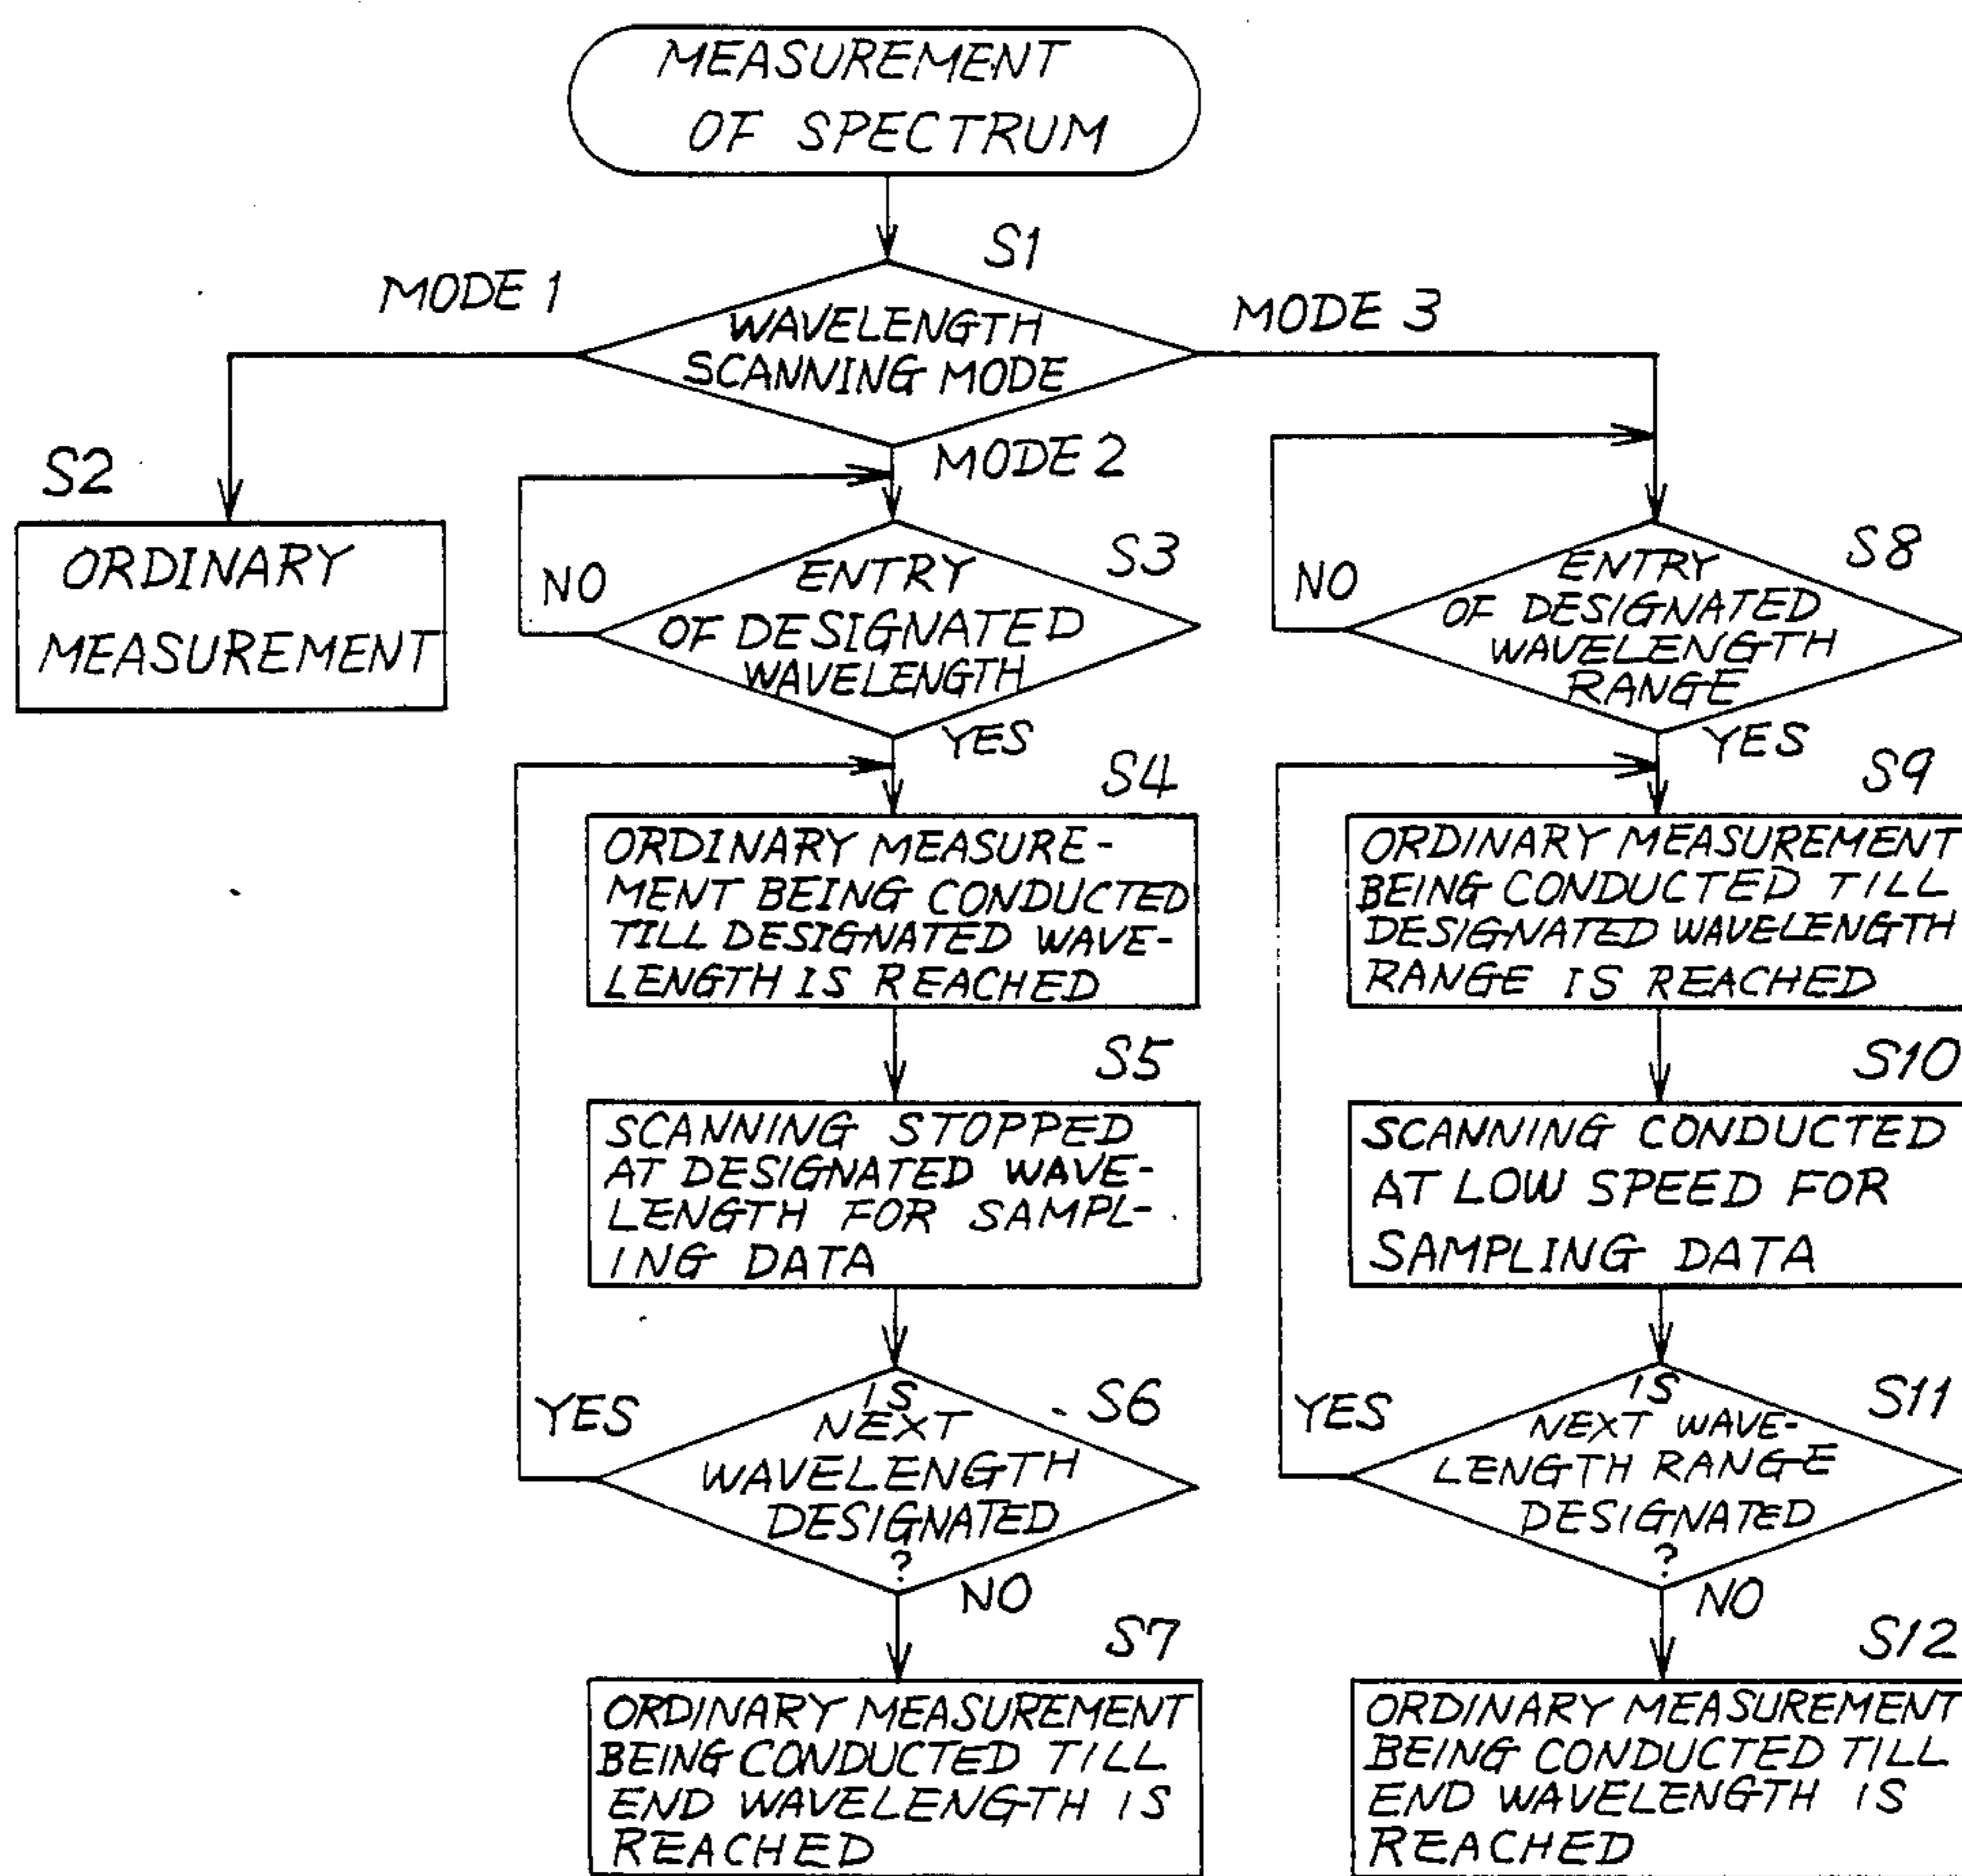 MEASUREMENT
OF SPECTRUM
S1
MODE 1
WAVELENGTH
SCANNING MODE
MODE 3
MODE 2
S2
ORDINARY
MEASUREMENT
S3
NO
ENTRY
OF DESIGNATED
WAVELENGTH
YES
S4
ORDINARY MEASURE-
MENT BEING CONDUCTED
TILL DESIGNATED WAVE-
LENGTH IS REACHED
S5
SCANNING STOPPED
AT DESIGNATED WAVE-
LENGTH FOR SAMPL-
ING DATA
S6
YES
IS
NEXT
WAVELENGTH
DESIGNATED
?
NO
S7
ORDINARY MEASUREMENT
BEING CONDUCTED TILL
END WAVELENGTH IS
REACHED
S8
NO
ENTRY
OF DESIGNATED
WAVELENGTH
RANGE
YES
S9
ORDINARY MEASUREMENT
BEING CONDUCTED TILL
DESIGNATED WAVELENGTH
RANGE IS REACHED
S10
SCANNING CONDUCTED
AT LOW SPEED FOR
SAMPLING DATA
S11
YES
IS
NEXT WAVE-
LENGTH RANGE
DESIGNATED
?
NO
S12
ORDINARY MEASUREMENT
BEING CONDUCTED TILL
END WAVELENGTH IS
REACHED